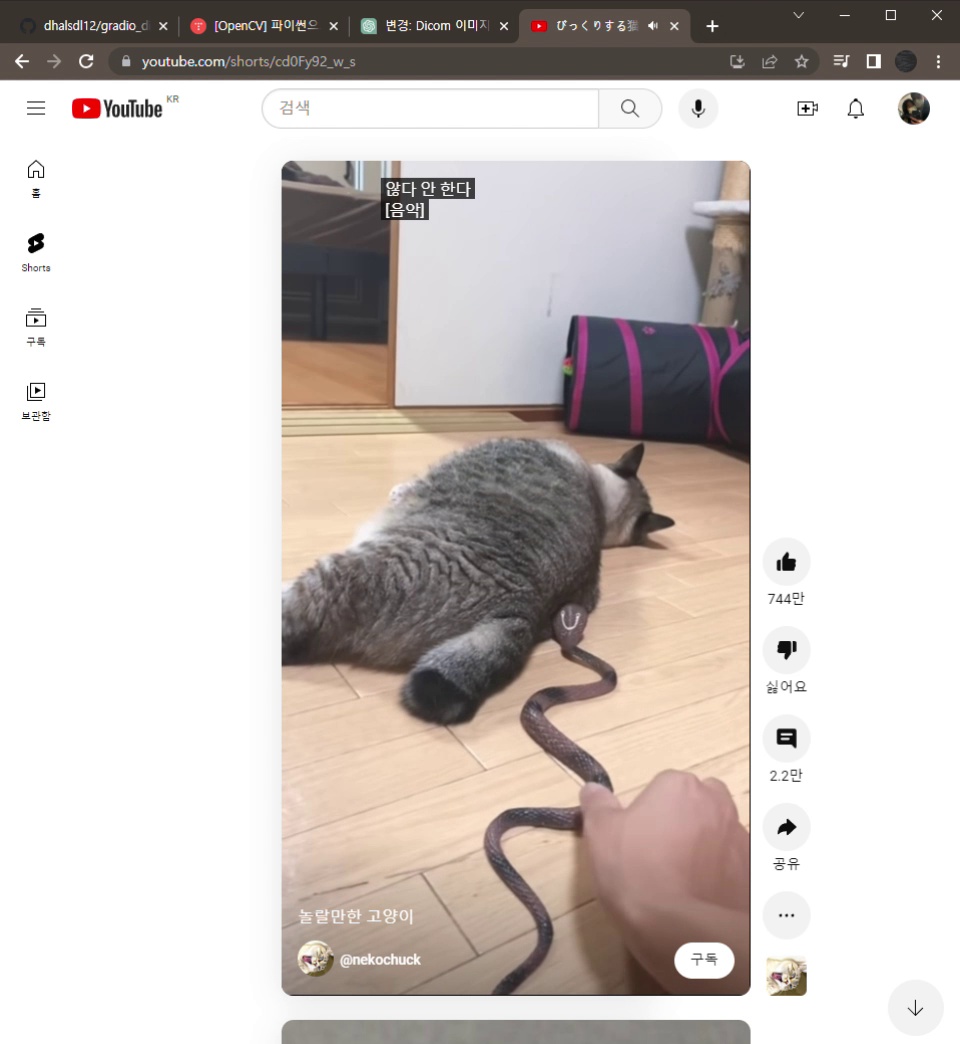 dhalsdl12/gradio_d
[OpenCV] 파이썬으
변경: Dicom 이미지
びっくりする猫
youtube.com/shorts/cd0Fy92_w_s
YouTube KR
검색
홈
Shorts
구독
보관함
않다 안 한다
[음악]
744만
싫어요
2.2만
공유
놀랄만한 고양이
@nekochuck
구독